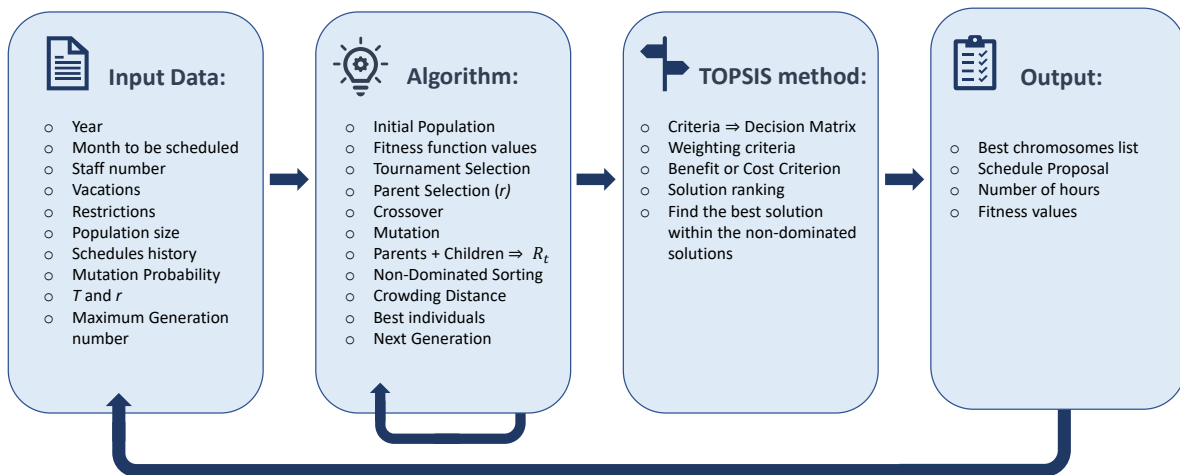 Input Data:
○ Year
○ Month to be scheduled
○ Staff number
○ Vacations
○ Restrictions
○ Population size
○ Schedules history
○ Mutation Probability
○ T and r
○ Maximum Generation
number
Algorithm:
○ Initial Population
○ Fitness function values
○ Tournament Selection
○ Parent Selection (r)
○ Crossover
○ Mutation
○ Parents + Children ⇒ R_t
○ Non-Dominated Sorting
○ Crowding Distance
○ Best individuals
○ Next Generation
TOPSIS method:
○ Criteria ⇒ Decision Matrix
○ Weighting criteria
○ Benefit or Cost Criterion
○ Solution ranking
○ Find the best solution
within the non-dominated
solutions
Output:
○ Best chromosomes list
○ Schedule Proposal
○ Number of hours
○ Fitness values